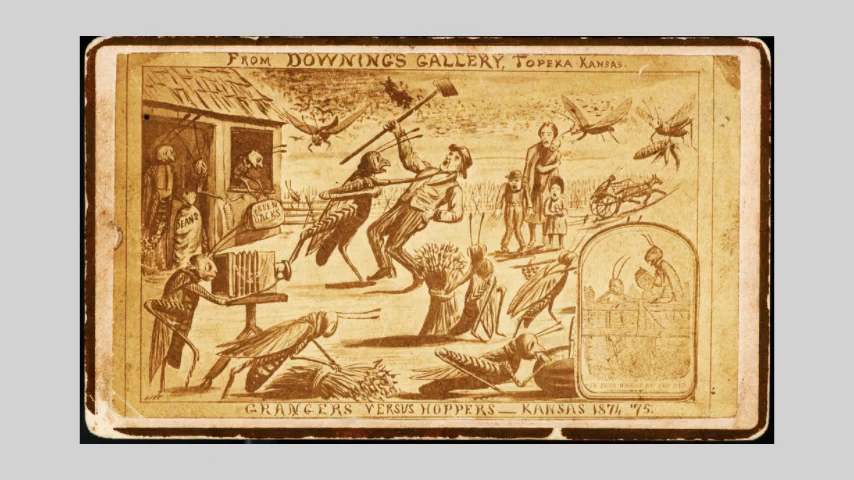 FROM DOWNING'S GALLERY, TOPEKA KANSAS.
BEANS
GREEN
BACKS
GRANGERS VERSUS HOPPERS — KANSAS 1874, '75.